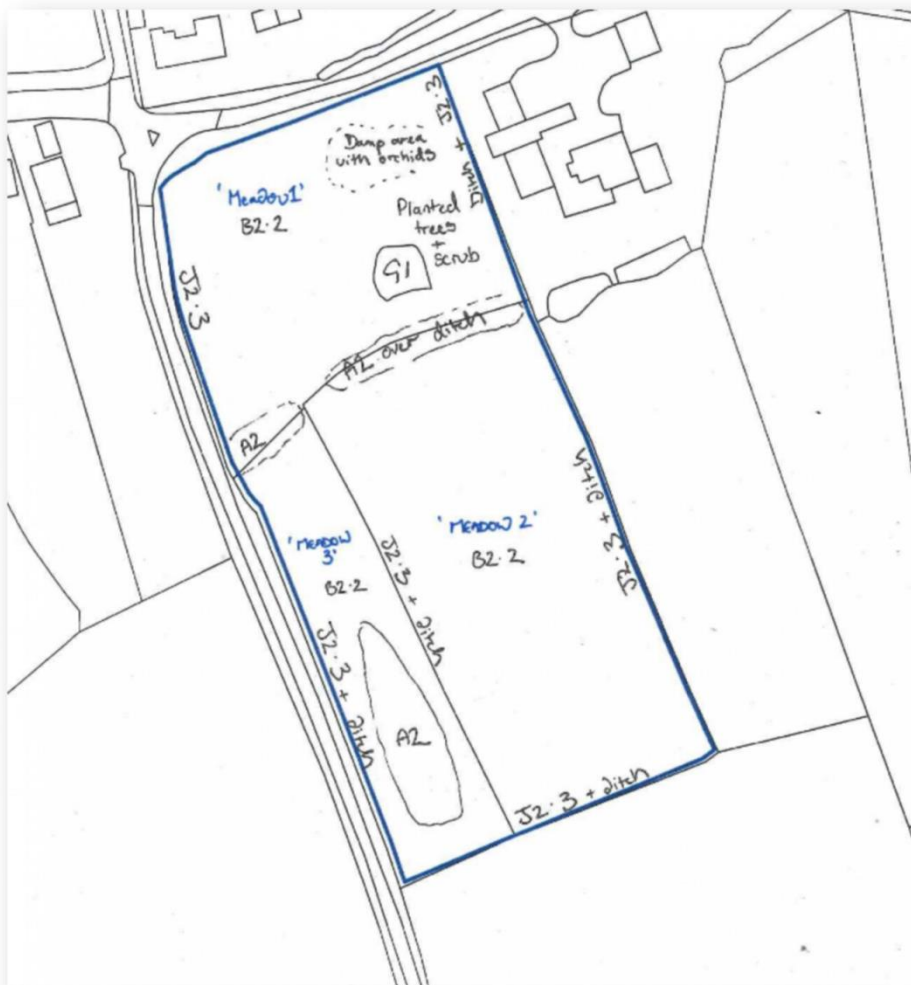 J2.3 + Ditch
Damp area
with orchids
'Meadow1'
B2.2
Planted
trees
+
scrub
G1
J2.3
A2 over ditch
A2
'MEADOW 2'
B2.2
J2.3 + Ditch
'MEADOW
3'
B2.2
J2.3 + ditch
J2.3 + ditch
A2
J2.3 + ditch